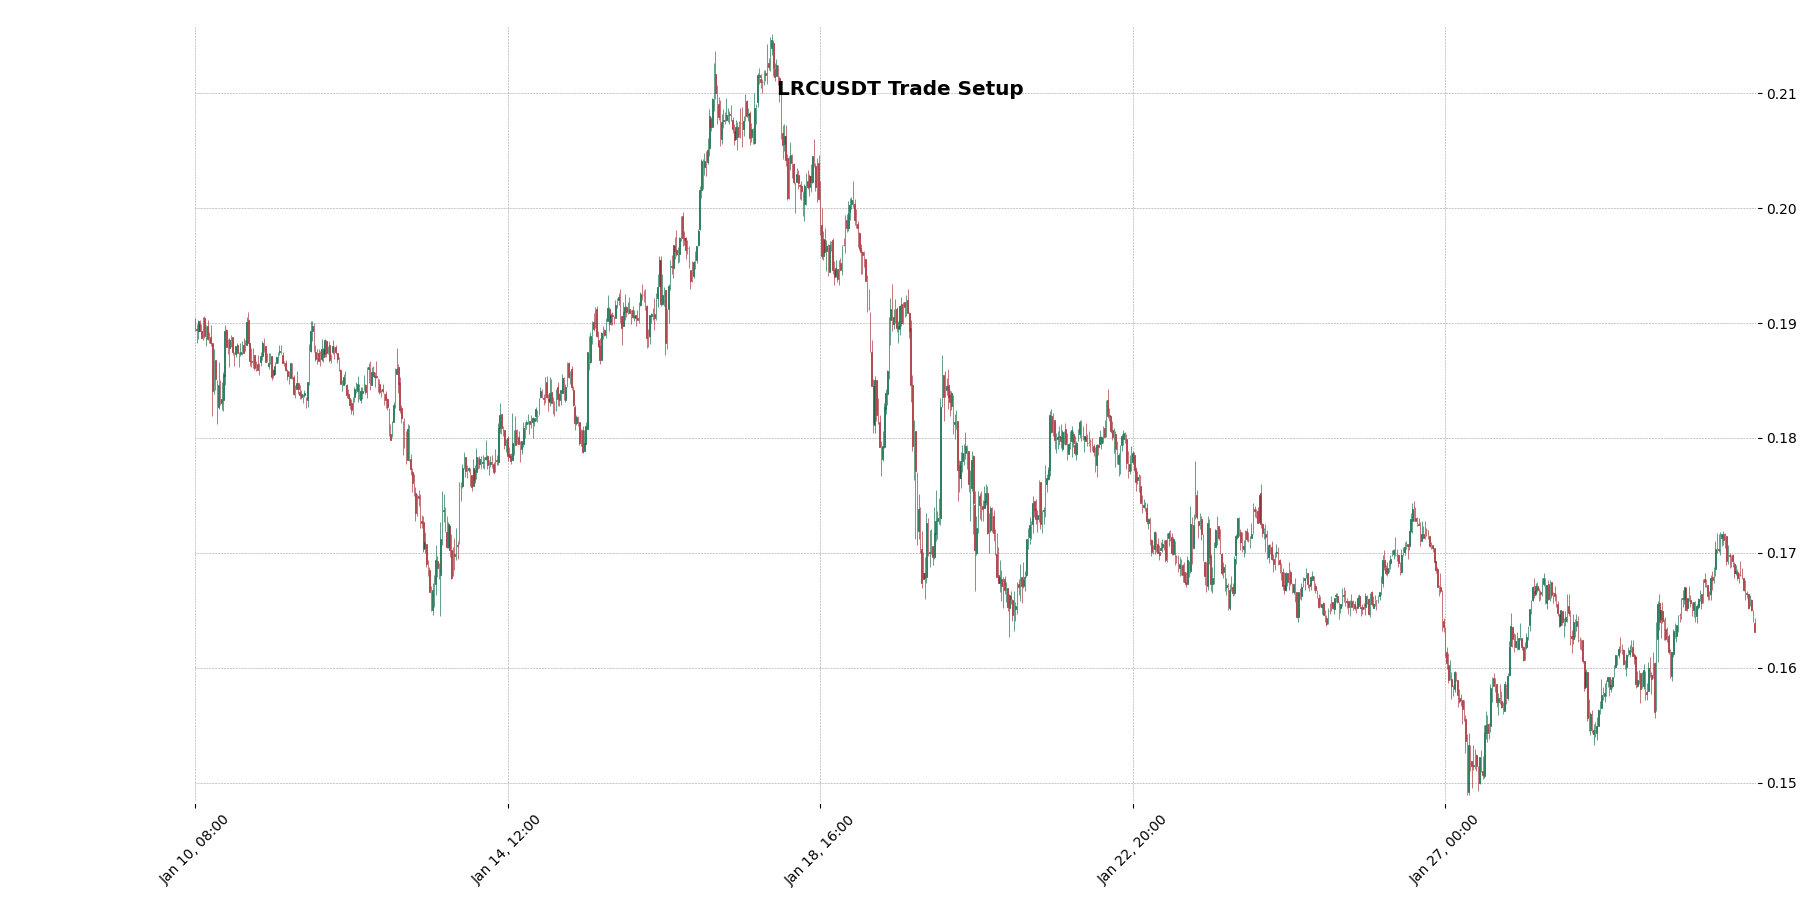 LRCUSDT Trade Setup
0.21
0.20
0.19
0.18
0.17
0.16
0.15
Jan 10, 08:00
Jan 14, 12:00
Jan 18, 16:00
Jan 22, 20:00
Jan 27, 00:00